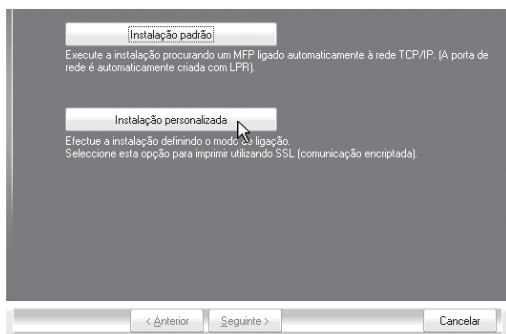 Instalação padrão
Execute a instalação procurando um MFP ligado automaticamente à rede TCP/IP. (A porta de
rede é automaticamente criada com LPR).
Instalação personalizada
Efectue a instalação definindo o modo de ligação.
Seleccione esta opção para imprimir utilizando SSL (comunicação encriptada).
< Anterior Seguinte > Cancelar